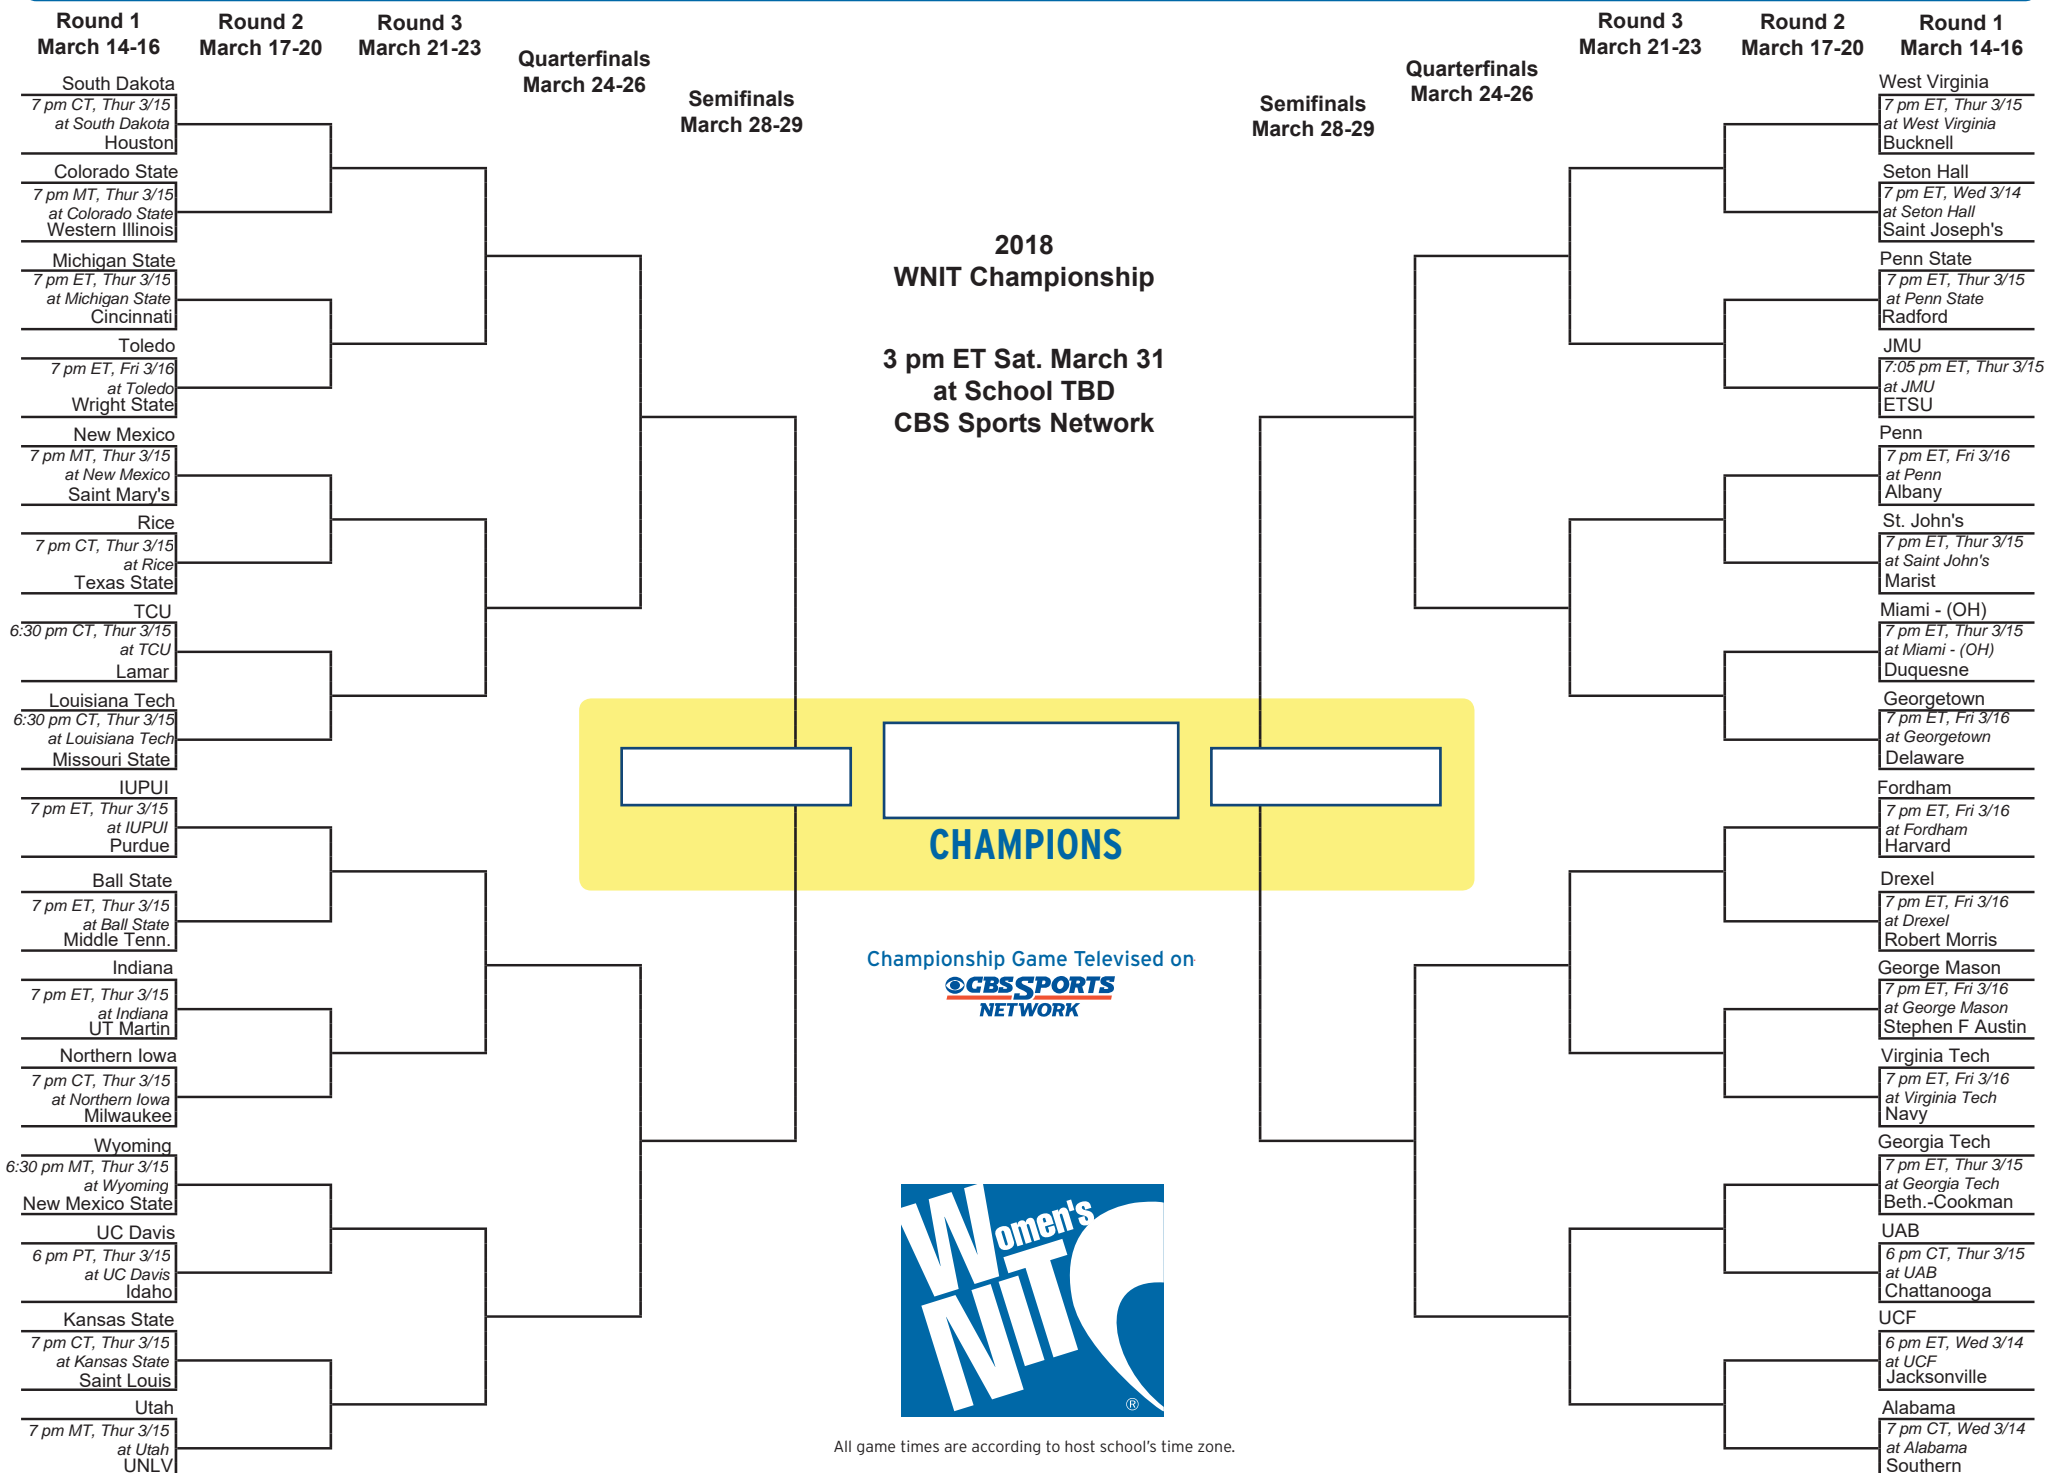 Round 1
March 14-16
Round 2
March 17-20
Round 3
March 21-23
Quarterfinals
March 24-26
Semifinals
March 28-29
Semifinals
March 28-29
Quarterfinals
March 24-26
Round 3
March 21-23
Round 2
March 17-20
Round 1
March 14-16
South Dakota
7 pm CT, Thur 3/15
at South Dakota
Houston
Colorado State
7 pm MT, Thur 3/15
at Colorado State
Western Illinois
Michigan State
7 pm ET, Thur 3/15
at Michigan State
Cincinnati
Toledo
7 pm ET, Fri 3/16
at Toledo
Wright State
New Mexico
7 pm MT, Thur 3/15
at New Mexico
Saint Mary's
Rice
7 pm CT, Thur 3/15
at Rice
Texas State
TCU
6:30 pm CT, Thur 3/15
at TCU
Lamar
Louisiana Tech
6:30 pm CT, Thur 3/15
at Louisiana Tech
Missouri State
IUPUI
7 pm ET, Thur 3/15
at IUPUI
Purdue
Ball State
7 pm ET, Thur 3/15
at Ball State
Middle Tenn.
Indiana
7 pm ET, Thur 3/15
at Indiana
UT Martin
Northern Iowa
7 pm CT, Thur 3/15
at Northern Iowa
Milwaukee
Wyoming
6:30 pm MT, Thur 3/15
at Wyoming
New Mexico State
UC Davis
6 pm PT, Thur 3/15
at UC Davis
Idaho
Kansas State
7 pm CT, Thur 3/15
at Kansas State
Saint Louis
Utah
7 pm MT, Thur 3/15
at Utah
UNLV
2018
WNIT Championship
3 pm ET Sat. March 31
at School TBD
CBS Sports Network
CHAMPIONS
Championship Game Televised on
CBS SPORTS
NETWORK
Women's
NIT
®
All game times are according to host school's time zone.
West Virginia
7 pm ET, Thur 3/15
at West Virginia
Bucknell
Seton Hall
7 pm ET, Wed 3/14
at Seton Hall
Saint Joseph's
Penn State
7 pm ET, Thur 3/15
at Penn State
Radford
JMU
7:05 pm ET, Thur 3/15
at JMU
ETSU
Penn
7 pm ET, Fri 3/16
at Penn
Albany
St. John's
7 pm ET, Thur 3/15
at Saint John's
Marist
Miami - (OH)
7 pm ET, Thur 3/15
at Miami - (OH)
Duquesne
Georgetown
7 pm ET, Fri 3/16
at Georgetown
Delaware
Fordham
7 pm ET, Fri 3/16
at Fordham
Harvard
Drexel
7 pm ET, Fri 3/16
at Drexel
Robert Morris
George Mason
7 pm ET, Fri 3/16
at George Mason
Stephen F Austin
Virginia Tech
7 pm ET, Fri 3/16
at Virginia Tech
Navy
Georgia Tech
7 pm ET, Thur 3/15
at Georgia Tech
Beth.-Cookman
UAB
6 pm CT, Thur 3/15
at UAB
Chattanooga
UCF
6 pm ET, Wed 3/14
at UCF
Jacksonville
Alabama
7 pm CT, Wed 3/14
at Alabama
Southern